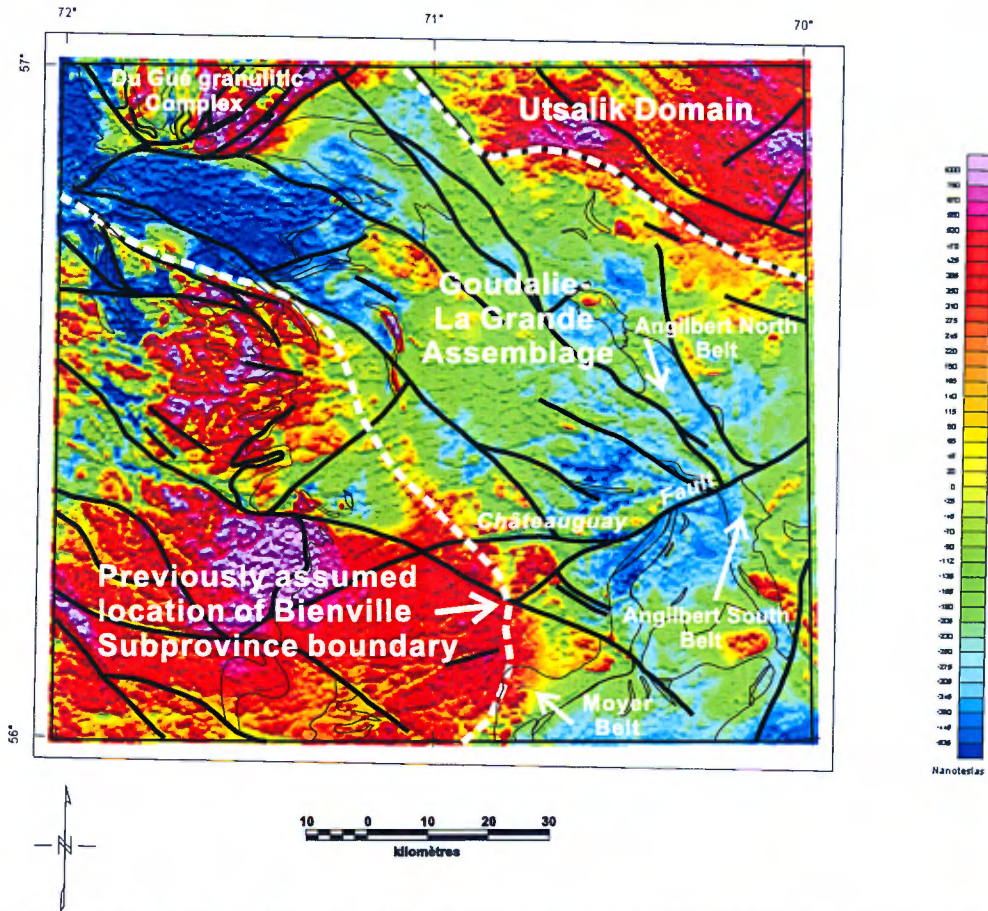 72°
71°
70°
57°
Du Gué granulitic
Complex
Utsalik Domain
Goudalie-
La Grande
Assemblage
Angilbert North
Belt
Châteauguay Fault
Previously assumed
location of Bienville
Subprovince boundary
Angilbert South
Belt
Moyer
Belt
56°
Nanoteslas
N
10 0 10 20 30
kilomètres